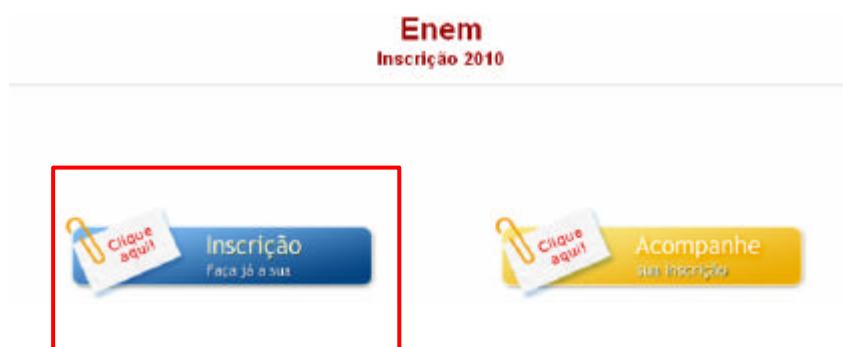 Enem
Inscrição 2010
Clique
aqui!
Inscrição
Faça já a sua
Clique
aqui!
Acompanhe
sua inscrição